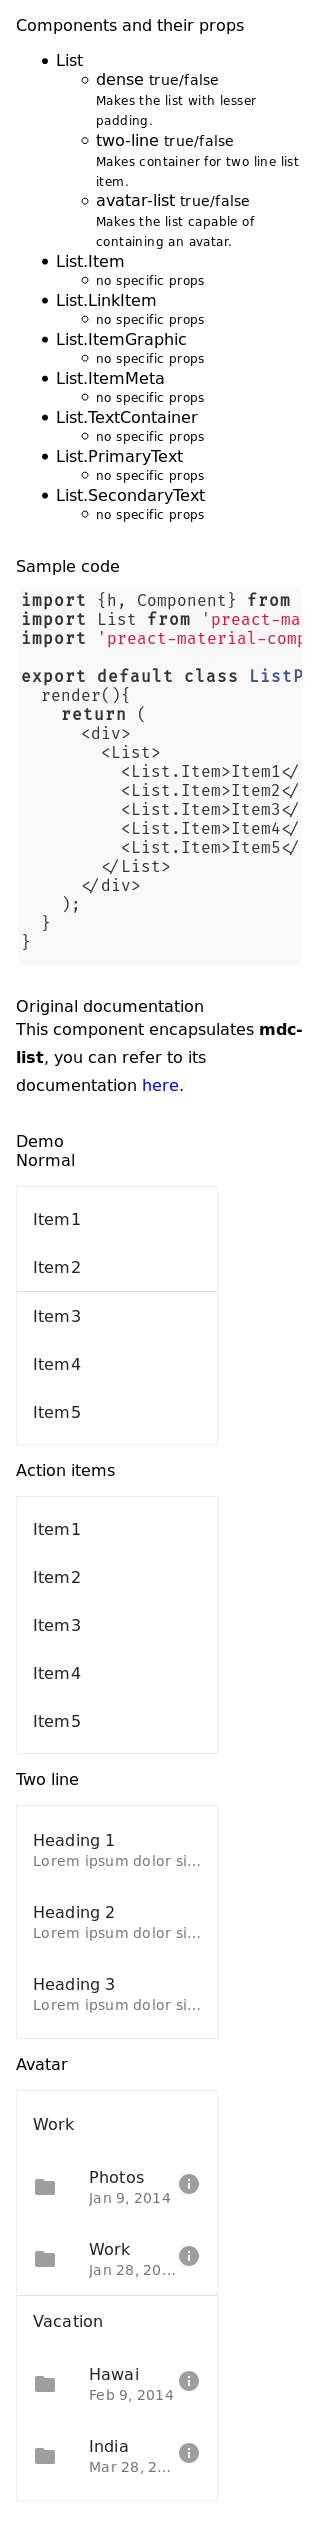 Components and their props
List
dense true/false
Makes the list with lesser
padding.
two-line true/false
Makes container for two line list
item.
avatar-list true/false
Makes the list capable of
containing an avatar.
List.Item
no specific props
List.LinkItem
no specific props
List.ItemGraphic
no specific props
List.ItemMeta
no specific props
List.TextContainer
no specific props
List.PrimaryText
no specific props
List.SecondaryText
no specific props
Sample code
import {h, Component} from
import List from 'preact-ma
import 'preact-material-comp
export default class ListP
render(){
return (
<div>
<List>
<List.Item>Item1</
<List.Item>Item2</
<List.Item>Item3</
<List.Item>Item4</
<List.Item>Item5</
</List>
</div>
);
}
}
Original documentation
This component encapsulates mdc-
list, you can refer to its
documentation here.
Demo
Normal
Item1
Item2
Item3
Item4
Item5
Action items
Item1
Item2
Item3
Item4
Item5
Two line
Heading 1
Lorem ipsum dolor si...
Heading 2
Lorem ipsum dolor si...
Heading 3
Lorem ipsum dolor si...
Avatar
Work
Photos
Jan 9, 2014
Work
Jan 28, 20...
Vacation
Hawai
Feb 9, 2014
India
Mar 28, 2...